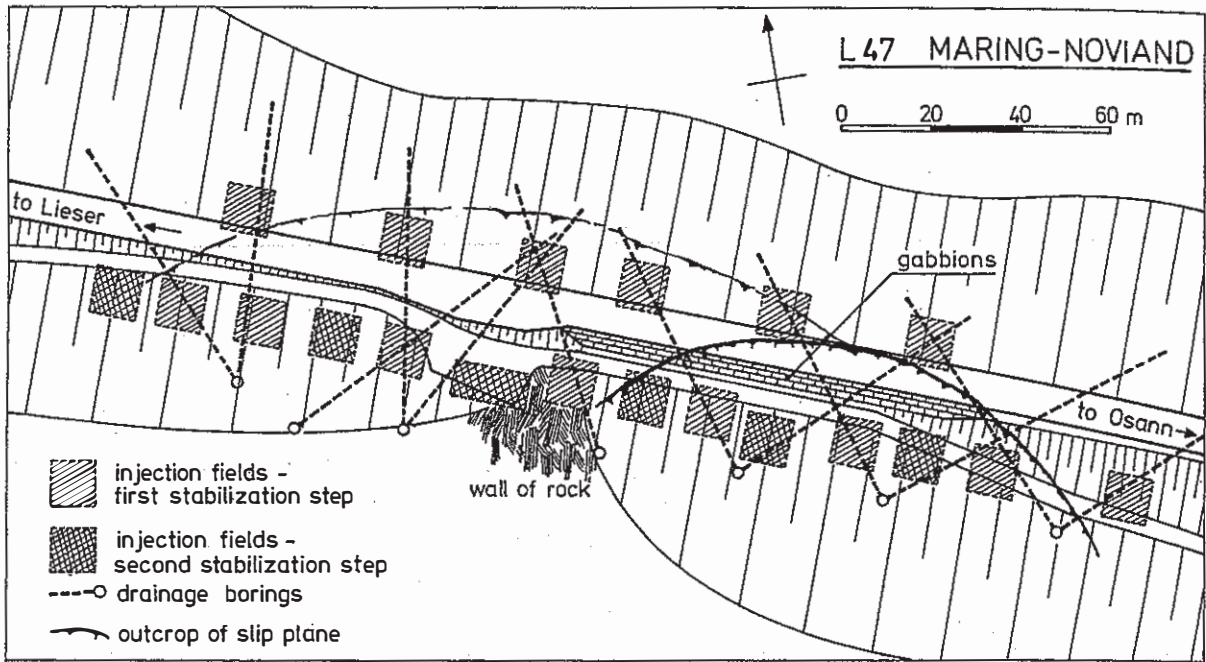 L 47 MARING-NOVIAND
0 20 40 60 m
to Lieser
gabbions
to Osann
wall of rock
injection fields -
first stabilization step
injection fields -
second stabilization step
drainage borings
outcrop of slip plane